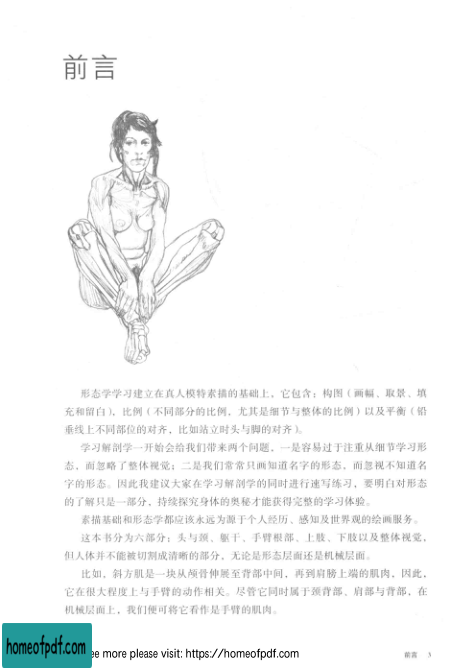 前言
形态学学习建立在真人模特素描的基础上，它包含：构图（画幅、取景、填
充和留白），比例（不同部分的比例，尤其是细节与整体的比例）以及平衡（铅
垂线上不同部位的对齐，比如站立时头与脚的对齐）。
学习解剖学一开始会给我们带来两个问题，一是容易过于注重从细节学习形
态，而忽略了整体视觉；二是我们常常只画知道名字的形态，而忽视不知道名
字的形态。因此我建议大家在学习解剖学的同时进行速写练习，要明白对形态
的了解只是一部分，持续探究身体的奥秘才能获得完整的学习体验。
素描基础和形态学都应该永远为源于个人经历、感知及世界观的绘画服务。
这本书分为六部分：头与颈、躯干、手臂根部、上肢、下肢以及整体视觉，
但人体并不能被切割成清晰的部分，无论是形态层面还是机械层面。
比如，斜方肌是一块从颅骨伸展至背部中间，再到肩膀上端的肌肉，因此，
它在很大程度上与手臂的动作相关。尽管它同时属于颈背部、肩部与背部，在
机械层面上，我们便可将它看作是手臂的肌肉。
前言 3
homeofpdf.com
ee more please visit: https://homeofpdf.com